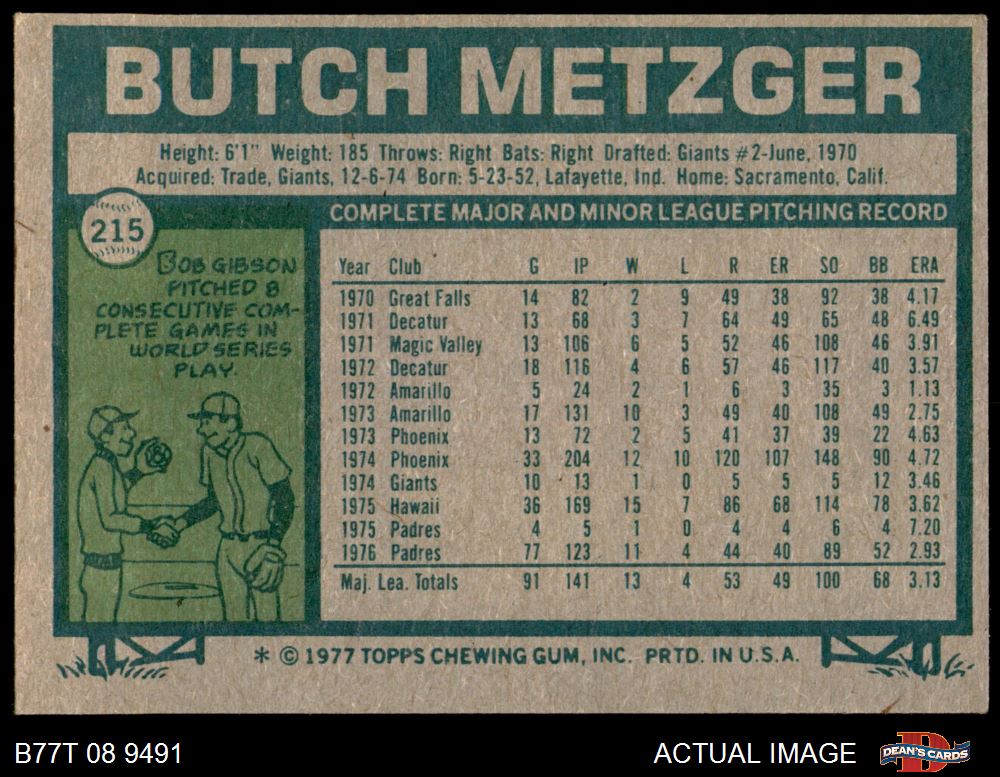 BUTCH METZGER
Height: 6'1" Weight: 185 Throws: Right Bats: Right Drafted: Giants #2-June, 1970
Acquired: Trade, Giants, 12-6-74 Born: 5-23-52, Lafayette, Ind. Home: Sacramento, Calif.
215
BOB GIBSON
PITCHED 8
CONSECUTIVE COM-
PLETE GAMES IN
WORLD SERIES
PLAY.
COMPLETE MAJOR AND MINOR LEAGUE PITCHING RECORD
Year Club G IP W L R ER SO BB ERA
1970 Great Falls 14 82 2 9 49 38 92 38 4.17
1971 Decatur 13 68 3 7 64 49 65 48 6.49
1971 Magic Valley 13 106 6 5 52 46 108 46 3.91
1972 Decatur 18 116 4 6 57 46 117 40 3.57
1972 Amarillo 5 24 2 1 6 3 35 3 1.13
1973 Amarillo 17 131 10 3 49 40 108 49 2.75
1973 Phoenix 13 72 2 5 41 37 39 22 4.63
1974 Phoenix 33 204 12 10 120 107 148 90 4.72
1974 Giants 10 13 1 0 5 5 5 12 3.46
1975 Hawaii 36 169 15 7 86 68 114 78 3.62
1975 Padres 4 5 1 0 4 4 6 4 7.20
1976 Padres 77 123 11 4 44 40 89 52 2.93
Maj. Lea. Totals 91 141 13 4 53 49 100 68 3.13
* © 1977 TOPPS CHEWING GUM, INC. PRTD. IN U.S.A.
B77T 08 9491
ACTUAL IMAGE
D
DEAN'S CARDS